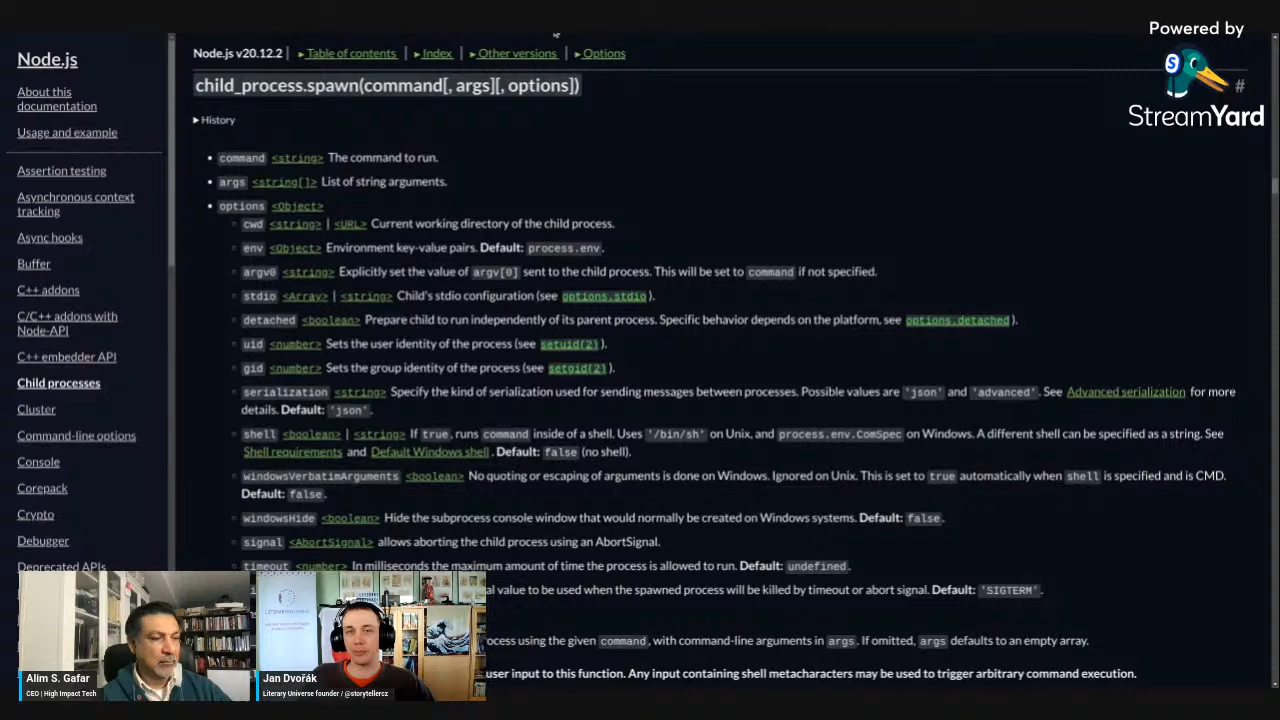 Powered by
StreamYard
Node.js
About this
documentation
Usage and example
Assertion testing
Asynchronous context
tracking
Async hooks
Buffer
C++ addons
C/C++ addons with
Node-API
C++ embedder API
Child processes
Cluster
Command-line options
Console
Corepack
Crypto
Debugger
Deprecated APIs
Node.js v20.12.2 | ▸ Table of contents | ▸ Index | ▸ Other versions | ▸ Options
child_process.spawn(command[, args][, options])
#
▸ History
• command <string> The command to run.
• args <string[]> List of string arguments.
• options <Object>
cwd <string> | <URL> Current working directory of the child process.
env <Object> Environment key-value pairs. Default: process.env.
argv0 <string> Explicitly set the value of argv[0] sent to the child process. This will be set to command if not specified.
stdio <Array> | <string> Child's stdio configuration (see options.stdio).
detached <boolean> Prepare child to run independently of its parent process. Specific behavior depends on the platform, see options.detached).
uid <number> Sets the user identity of the process (see setuid(2)).
gid <number> Sets the group identity of the process (see setgid(2)).
serialization <string> Specify the kind of serialization used for sending messages between processes. Possible values are 'json' and 'advanced'. See Advanced serialization for more
details. Default: 'json'.
shell <boolean> | <string> If true, runs command inside of a shell. Uses '/bin/sh' on Unix, and process.env.ComSpec on Windows. A different shell can be specified as a string. See
Shell requirements and Default Windows shell. Default: false (no shell).
windowsVerbatimArguments <boolean> No quoting or escaping of arguments is done on Windows. Ignored on Unix. This is set to true automatically when shell is specified and is CMD.
Default: false.
windowsHide <boolean> Hide the subprocess console window that would normally be created on Windows systems. Default: false.
signal <AbortSignal> allows aborting the child process using an AbortSignal.
timeout <number> In milliseconds the maximum amount of time the process is allowed to run. Default: undefined.
al value to be used when the spawned process will be killed by timeout or abort signal. Default: 'SIGTERM'.
ocess using the given command, with command-line arguments in args. If omitted, args defaults to an empty array.
user input to this function. Any input containing shell metacharacters may be used to trigger arbitrary command execution.
Alim S. Gafar
CEO | High Impact Tech
Jan Dvořák
Literary Universe founder / @storytellercz